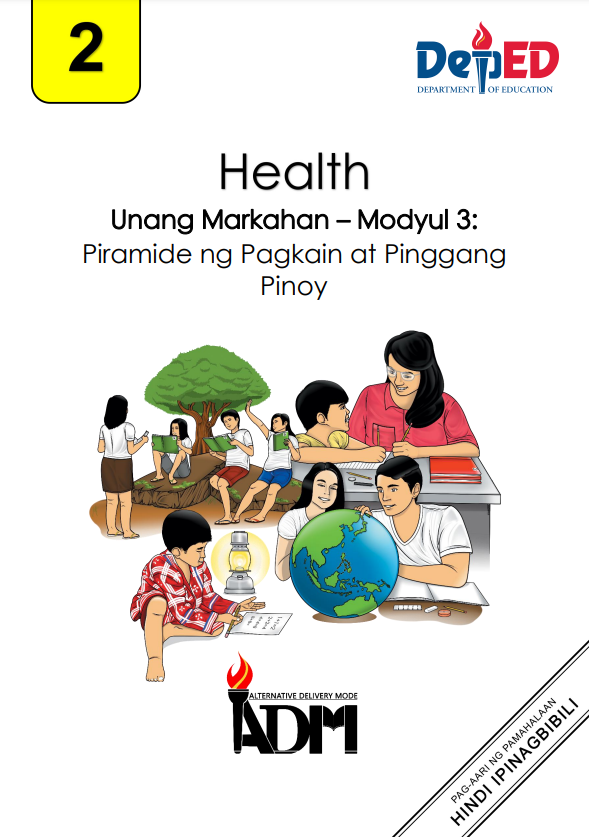 2
DepED
DEPARTMENT OF EDUCATION
Health
Unang Markahan – Modyul 3:
Piramide ng Pagkain at Pinggang
Pinoy
ALTERNATIVE DELIVERY MODE
ADM
PAG-AARI NG PAMAHALAAN
HINDI IPINAGBIBILI